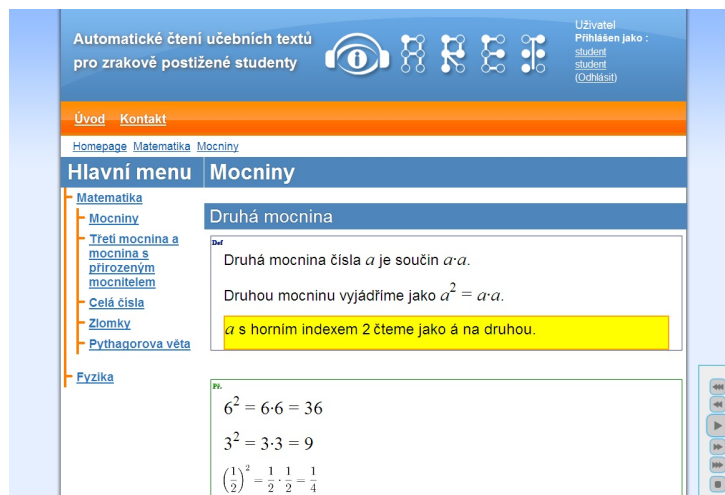 Automatické čtení učebních textů
pro zrakově postižené studenty
ARET
Uživatel
Přihlášen jako :
student
student
(Odhlásit)
Úvod Kontakt
Homepage Matematika Mocniny
Hlavní menu
Matematika
Mocniny
Třetí mocnina a
mocnina s
přirozeným
mocnitelem
Celá čísla
Zlomky
Pythagorova věta
Fyzika
Mocniny
Druhá mocnina
Def
Druhá mocnina čísla a je součin a·a.
Druhou mocninu vyjádříme jako a² = a·a.
a s horním indexem 2 čteme jako á na druhou.
Př.
6² = 6·6 = 36
3² = 3·3 = 9
(1/2)² = 1/2 · 1/2 = 1/4